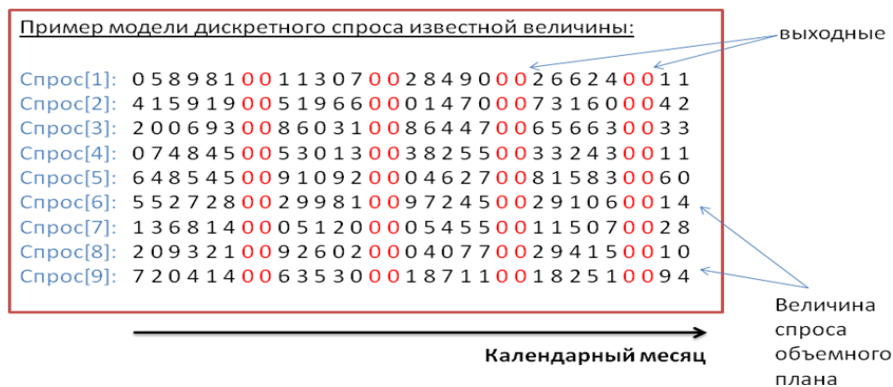 Пример модели дискретного спроса известной величины:
выходные
Спрос[1]: 0 5 8 9 8 1 0 0 1 1 3 0 7 0 0 2 8 4 9 0 0 0 2 6 6 2 4 0 0 1 1
Спрос[2]: 4 1 5 9 1 9 0 0 5 1 9 6 6 0 0 0 1 4 7 0 0 0 7 3 1 6 0 0 0 4 2
Спрос[3]: 2 0 0 6 9 3 0 0 8 6 0 3 1 0 0 8 6 4 4 7 0 0 6 5 6 6 3 0 0 3 3
Спрос[4]: 0 7 4 8 4 5 0 0 5 3 0 1 3 0 0 3 8 2 5 5 0 0 3 3 2 4 3 0 0 1 1
Спрос[5]: 6 4 8 5 4 5 0 0 9 1 0 9 2 0 0 0 4 6 2 7 0 0 8 1 5 8 3 0 0 6 0
Спрос[6]: 5 5 2 7 2 8 0 0 2 9 9 8 1 0 0 9 7 2 4 5 0 0 2 9 1 0 6 0 0 1 4
Спрос[7]: 1 3 6 8 1 4 0 0 0 5 1 2 0 0 0 0 5 4 5 5 0 0 1 1 5 0 7 0 0 2 8
Спрос[8]: 2 0 9 3 2 1 0 0 9 2 6 0 2 0 0 0 4 0 7 7 0 0 2 9 4 1 5 0 0 1 0
Спрос[9]: 7 2 0 4 1 4 0 0 6 3 5 3 0 0 0 1 8 7 1 1 0 0 1 8 2 5 1 0 0 9 4
Величина
спроса
объемного
плана
Календарный месяц